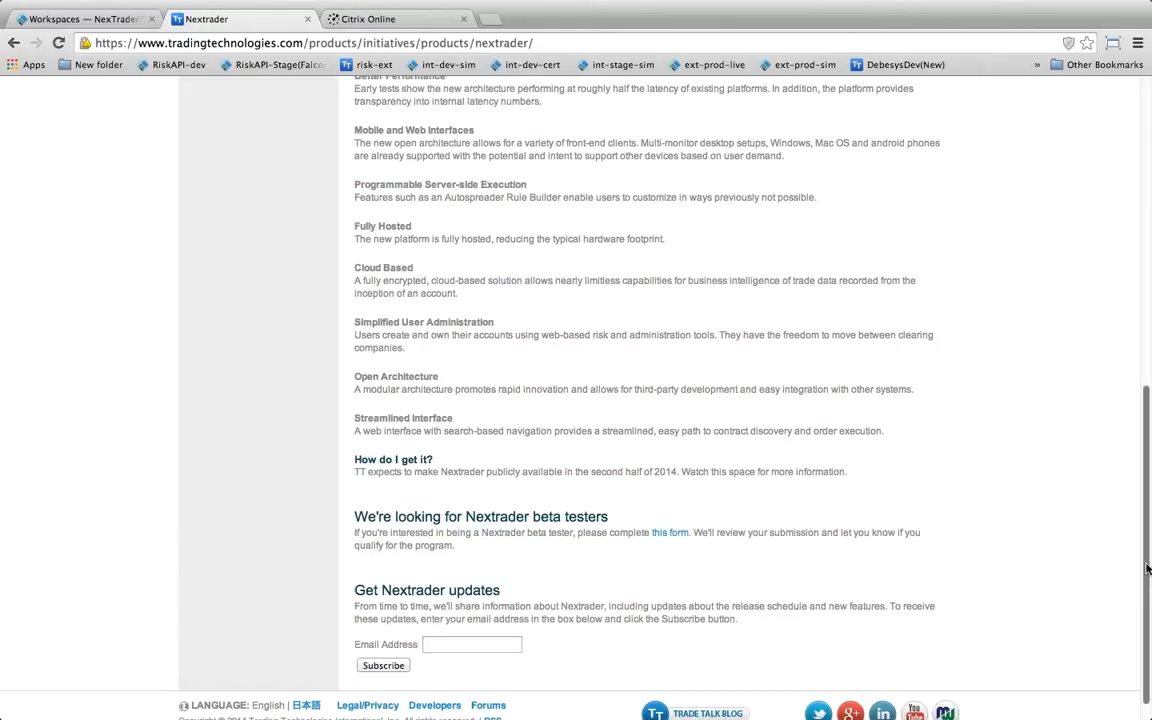 Workspaces — NexTrader
Nextrader
Citrix Online
https://www.tradingtechnologies.com/products/initiatives/products/nextrader/
Apps
New folder
RiskAPI-dev
RiskAPI-Stage(Falco
risk-ext
int-dev-sim
int-dev-cert
int-stage-sim
ext-prod-live
ext-prod-sim
DebesysDev(New)
»
Other Bookmarks
Better Performance
Early tests show the new architecture performing at roughly half the latency of existing platforms. In addition, the platform provides
transparency into internal latency numbers.
Mobile and Web Interfaces
The new open architecture allows for a variety of front-end clients. Multi-monitor desktop setups, Windows, Mac OS and android phones
are already supported with the potential and intent to support other devices based on user demand.
Programmable Server-side Execution
Features such as an Autospreader Rule Builder enable users to customize in ways previously not possible.
Fully Hosted
The new platform is fully hosted, reducing the typical hardware footprint.
Cloud Based
A fully encrypted, cloud-based solution allows nearly limitless capabilities for business intelligence of trade data recorded from the
inception of an account.
Simplified User Administration
Users create and own their accounts using web-based risk and administration tools. They have the freedom to move between clearing
companies.
Open Architecture
A modular architecture promotes rapid innovation and allows for third-party development and easy integration with other systems.
Streamlined Interface
A web interface with search-based navigation provides a streamlined, easy path to contract discovery and order execution.
How do I get it?
TT expects to make Nextrader publicly available in the second half of 2014. Watch this space for more information.
We're looking for Nextrader beta testers
If you're interested in being a Nextrader beta tester, please complete this form. We'll review your submission and let you know if you
qualify for the program.
Get Nextrader updates
From time to time, we'll share information about Nextrader, including updates about the release schedule and new features. To receive
these updates, enter your email address in the box below and click the Subscribe button.
Email Address
Subscribe
LANGUAGE: English | 日本語 Legal/Privacy Developers Forums
TT TRADE TALK BLOG
You
Copyright © 2014 Trading Technologies International, Inc. All rights reserved. | RSS